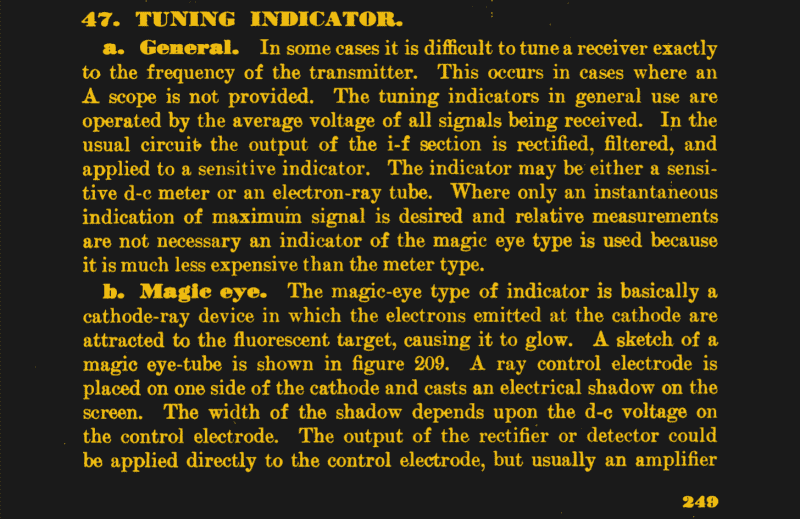 47. TUNING INDICATOR.
a. General. In some cases it is difficult to tune a receiver exactly
to the frequency of the transmitter. This occurs in cases where an
A scope is not provided. The tuning indicators in general use are
operated by the average voltage of all signals being received. In the
usual circuit the output of the i-f section is rectified, filtered, and
applied to a sensitive indicator. The indicator may be either a sensi-
tive d-c meter or an electron-ray tube. Where only an instantaneous
indication of maximum signal is desired and relative measurements
are not necessary an indicator of the magic eye type is used because
it is much less expensive than the meter type.
b. Magic eye. The magic-eye type of indicator is basically a
cathode-ray device in which the electrons emitted at the cathode are
attracted to the fluorescent target, causing it to glow. A sketch of a
magic eye-tube is shown in figure 209. A ray control electrode is
placed on one side of the cathode and casts an electrical shadow on the
screen. The width of the shadow depends upon the d-c voltage on
the control electrode. The output of the rectifier or detector could
be applied directly to the control electrode, but usually an amplifier
249